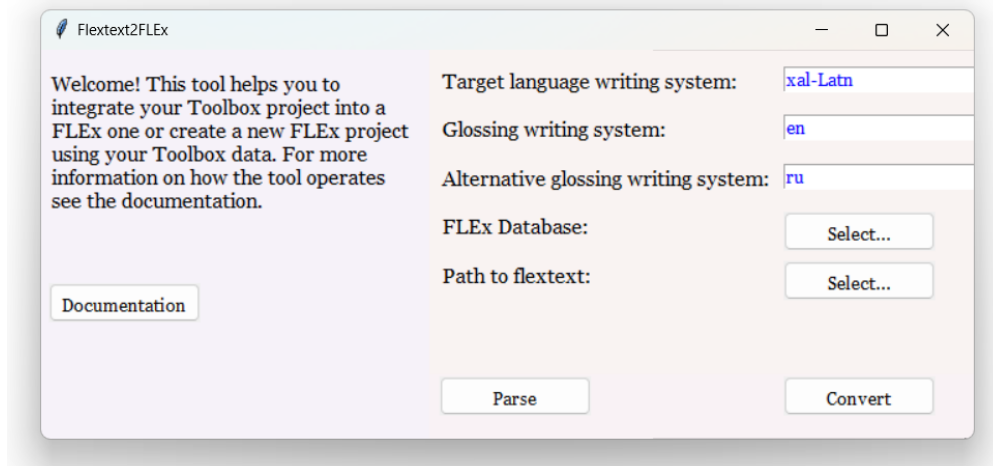 Flextext2FLEx
Welcome! This tool helps you to
integrate your Toolbox project into a
FLEx one or create a new FLEx project
using your Toolbox data. For more
information on how the tool operates
see the documentation.
Documentation
Target language writing system: xal-Latn
Glossing writing system: en
Alternative glossing writing system: ru
FLEx Database: Select...
Path to flextext: Select...
Parse Convert